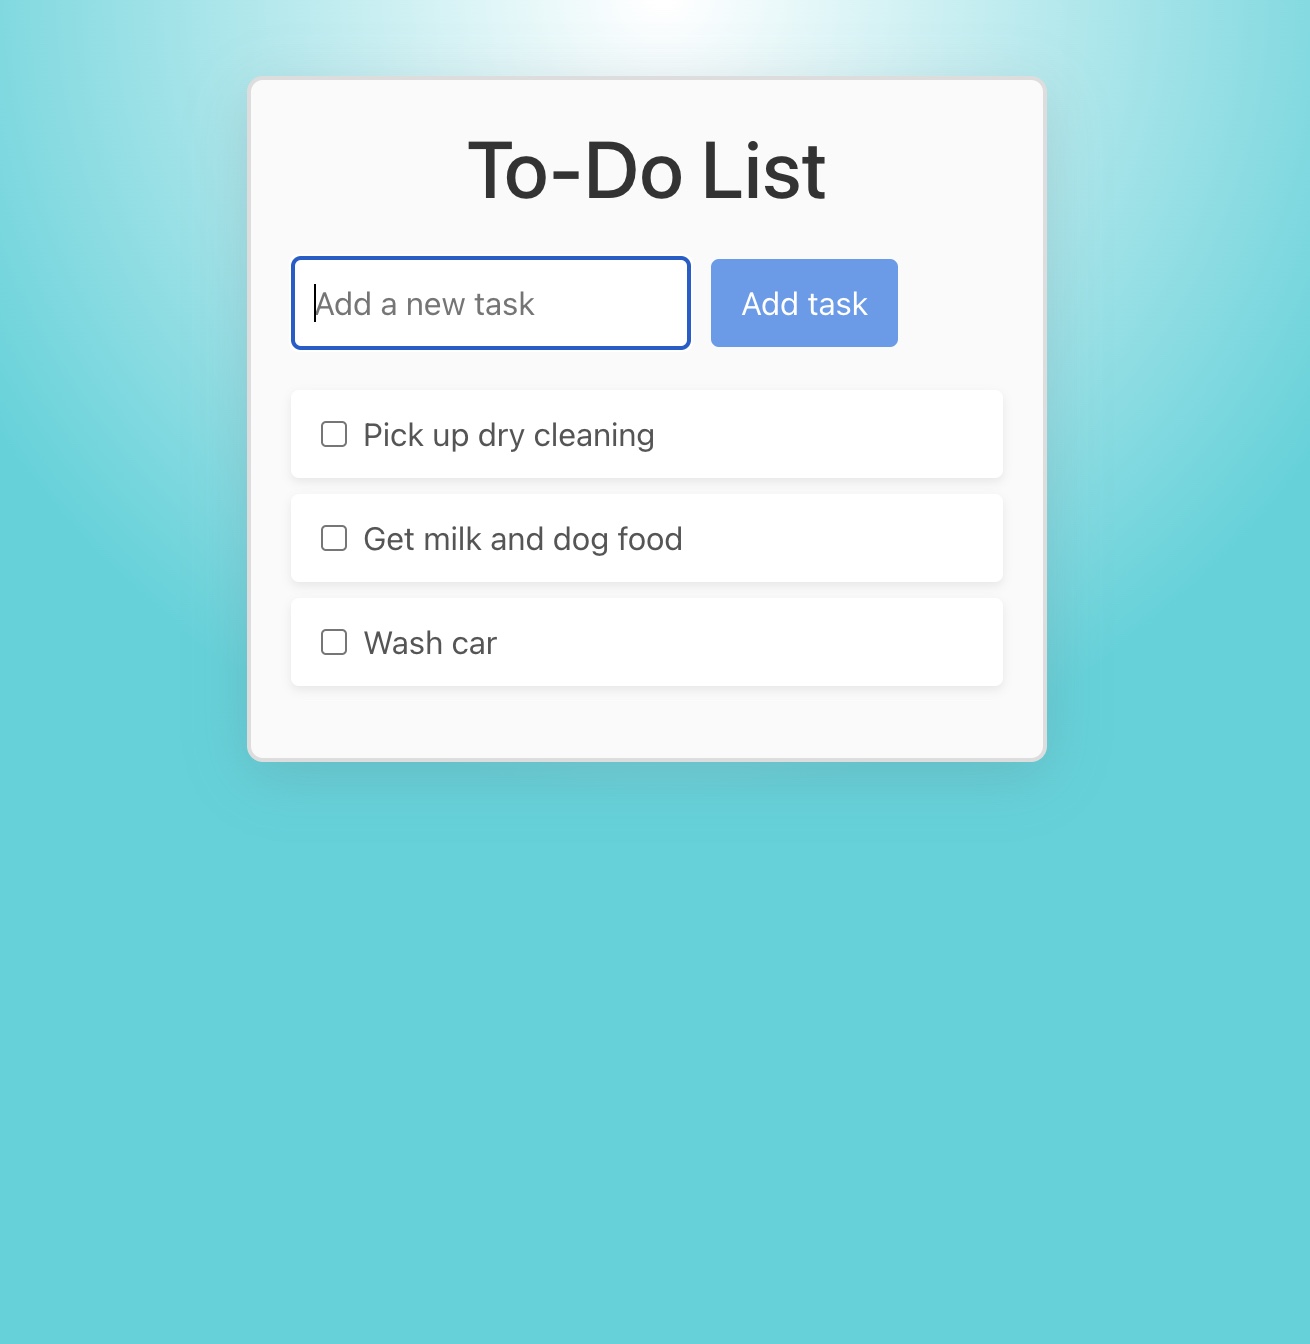 To-Do List
Add a new task
Add task
Pick up dry cleaning
Get milk and dog food
Wash car